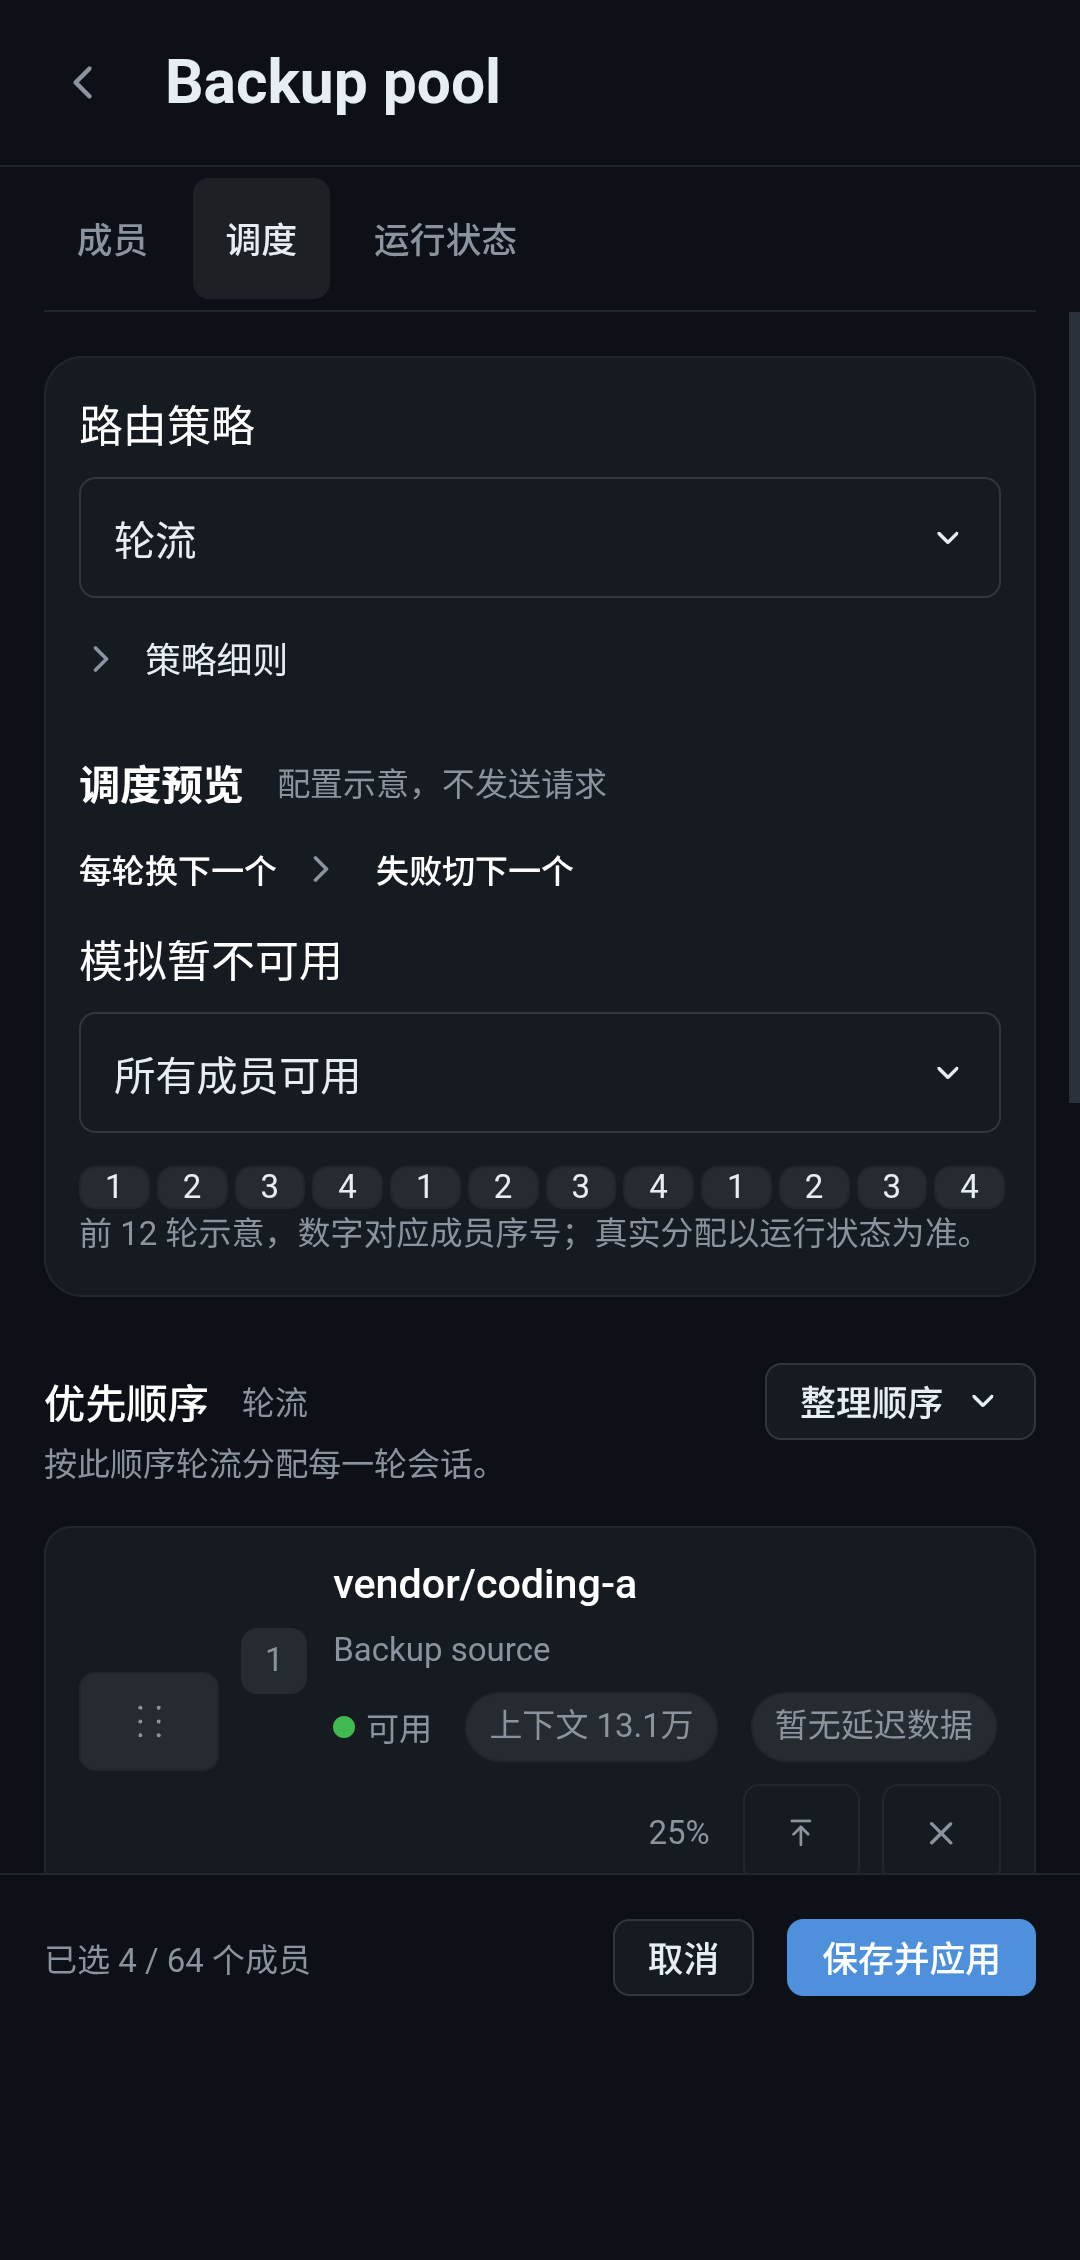 Backup pool
成员 调度 运行状态
路由策略
轮流
策略细则
调度预览 配置示意，不发送请求
每轮换下一个 失败切下一个
模拟暂不可用
所有成员可用
1 2 3 4 1 2 3 4 1 2 3 4
前 12 轮示意，数字对应成员序号；真实分配以运行状态为准。
优先顺序 轮流 整理顺序
按此顺序轮流分配每一轮会话。
vendor/coding-a
1 Backup source
可用 上下文 13.1万 暂无延迟数据
25%
已选 4 / 64 个成员 取消 保存并应用